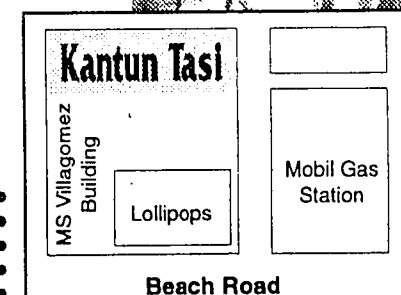 Kantun Tasi
MS Villagomez
Building
Lollipops
Mobil Gas
Station
Beach Road